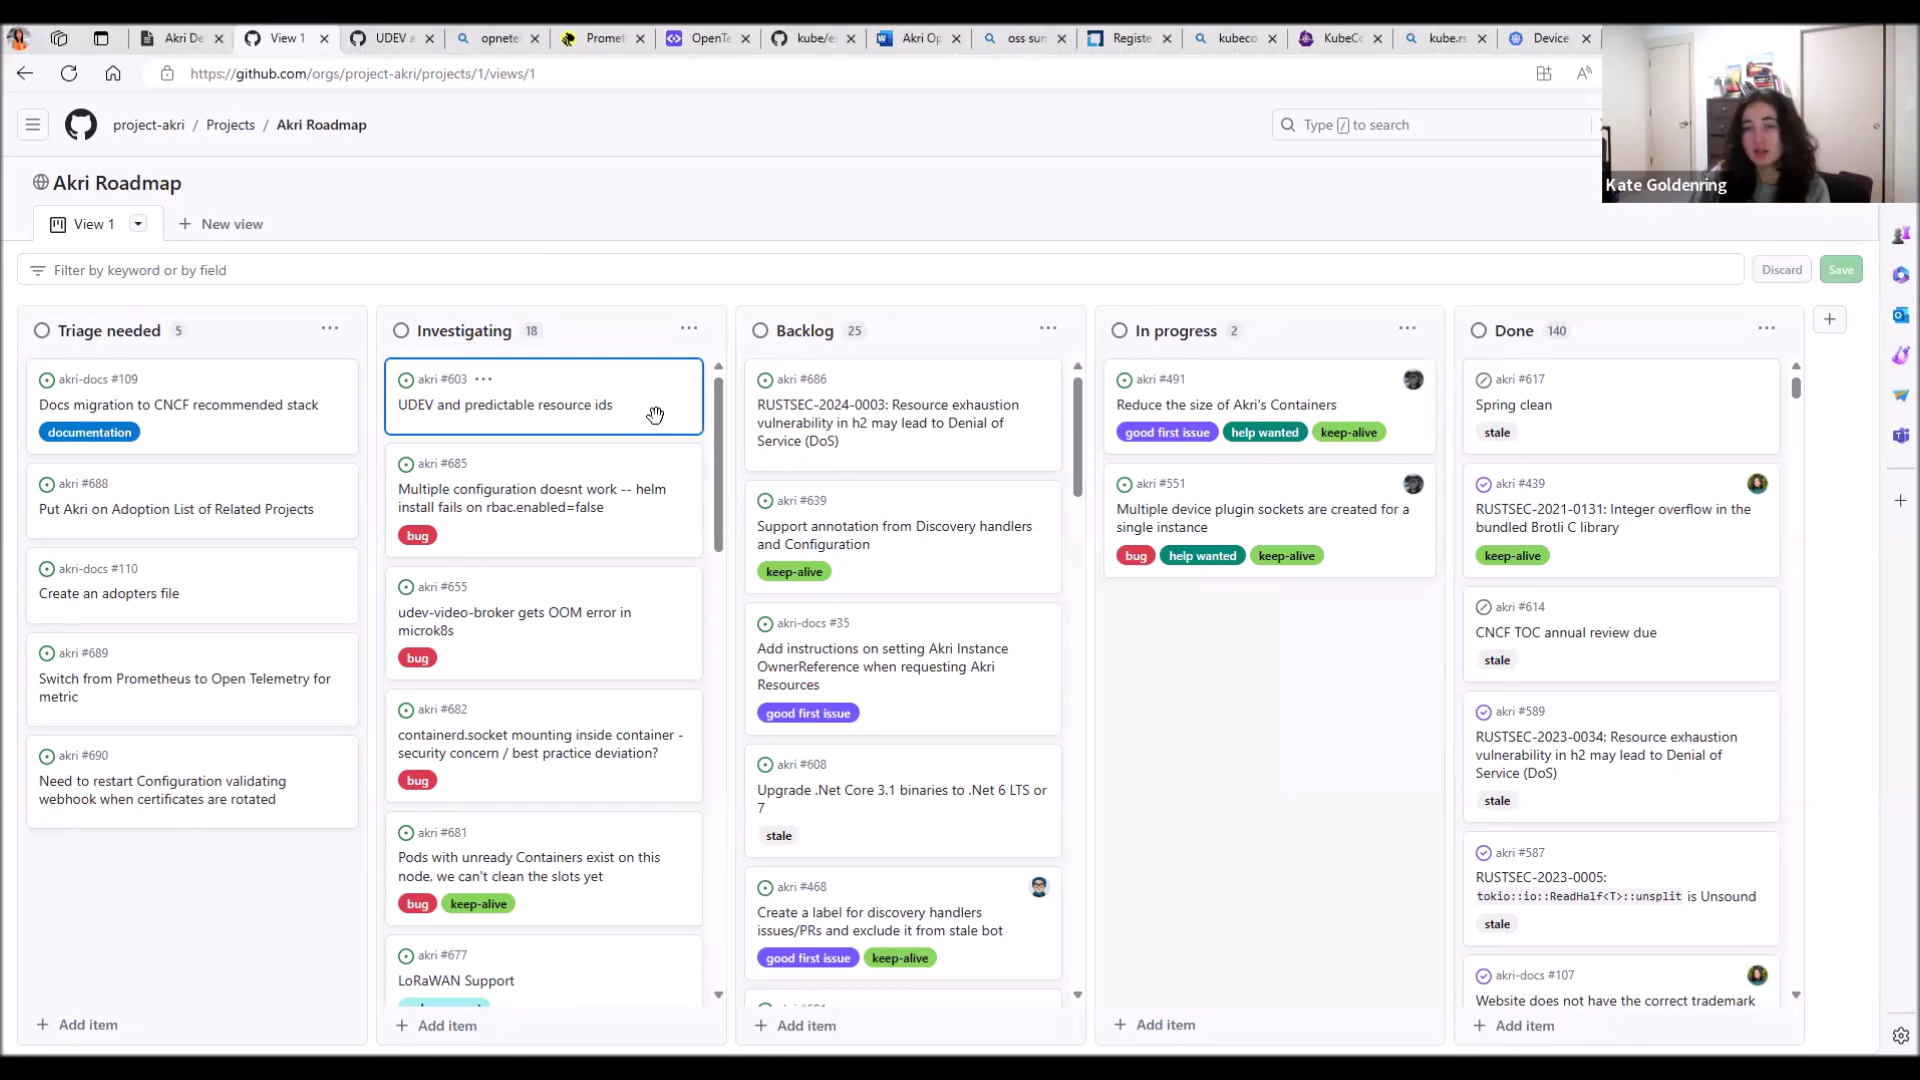 Akri De
View 1
UDEV a
opnete
Promet
OpenTe
kube/e
Akri Op
oss sun
Registe
kubeco
KubeCo
kube.rs
Device
https://github.com/orgs/project-akri/projects/1/views/1
project-akri / Projects / Akri Roadmap
Type / to search
Kate Goldenring
Akri Roadmap
View 1
New view
Filter by keyword or by field
Discard
Save
Triage needed 5
akri-docs #109
Docs migration to CNCF recommended stack
documentation
akri #688
Put Akri on Adoption List of Related Projects
akri-docs #110
Create an adopters file
akri #689
Switch from Prometheus to Open Telemetry for
metric
akri #690
Need to restart Configuration validating
webhook when certificates are rotated
Add item
Investigating 18
akri #603
UDEV and predictable resource ids
akri #685
Multiple configuration doesnt work -- helm
install fails on rbac.enabled=false
bug
akri #655
udev-video-broker gets OOM error in
microk8s
bug
akri #682
containerd.socket mounting inside container -
security concern / best practice deviation?
bug
akri #681
Pods with unready Containers exist on this
node, we can't clean the slots yet
bug keep-alive
akri #677
LoRaWAN Support
Add item
Backlog 25
akri #686
RUSTSEC-2024-0003: Resource exhaustion
vulnerability in h2 may lead to Denial of
Service (DoS)
akri #639
Support annotation from Discovery handlers
and Configuration
keep-alive
akri-docs #35
Add instructions on setting Akri Instance
OwnerReference when requesting Akri
Resources
good first issue
akri #608
Upgrade .Net Core 3.1 binaries to .Net 6 LTS or
7
stale
akri #468
Create a label for discovery handlers
issues/PRs and exclude it from stale bot
good first issue keep-alive
Add item
In progress 2
akri #491
Reduce the size of Akri's Containers
good first issue help wanted keep-alive
akri #551
Multiple device plugin sockets are created for a
single instance
bug help wanted keep-alive
Add item
Done 140
akri #617
Spring clean
stale
akri #439
RUSTSEC-2021-0131: Integer overflow in the
bundled Brotli C library
keep-alive
akri #614
CNCF TOC annual review due
stale
akri #589
RUSTSEC-2023-0034: Resource exhaustion
vulnerability in h2 may lead to Denial of
Service (DoS)
stale
akri #587
RUSTSEC-2023-0005:
tokio::io::ReadHalf<T>::unsplit is Unsound
stale
akri-docs #107
Website does not have the correct trademark
Add item